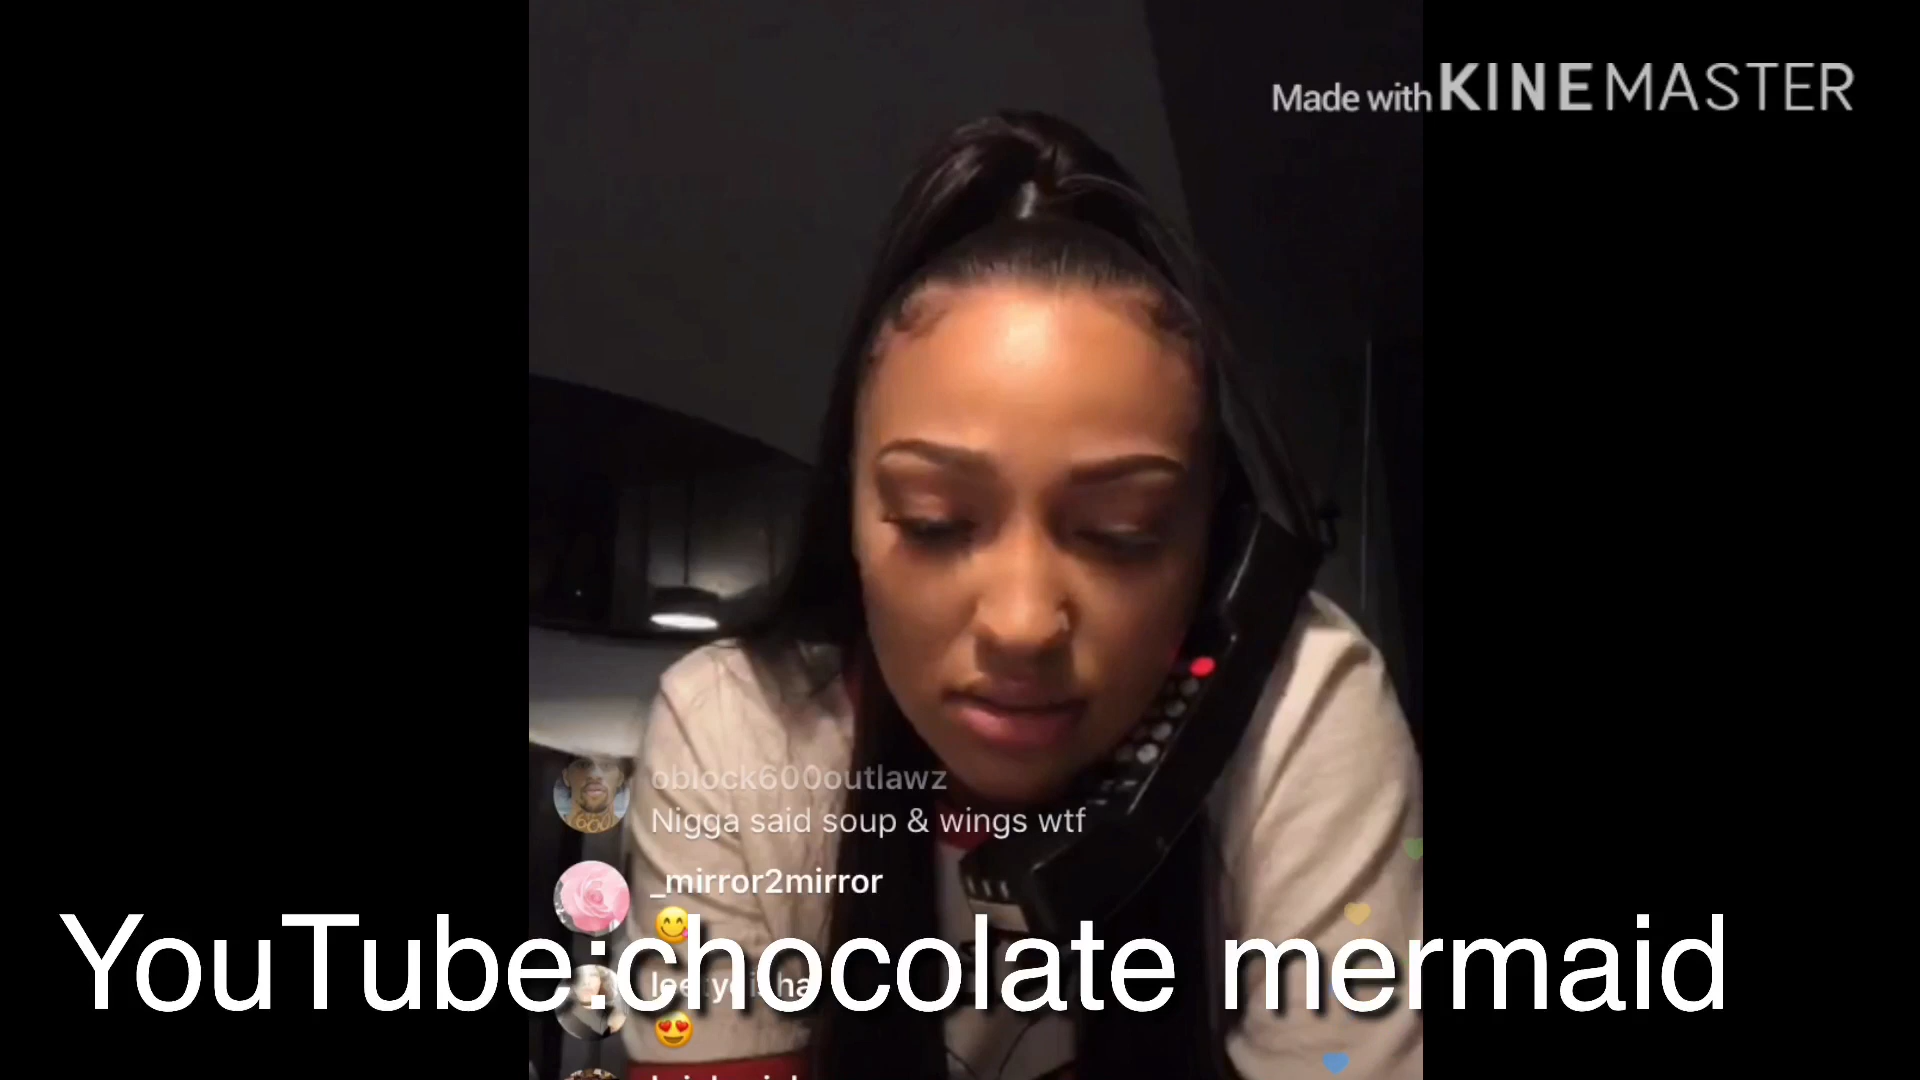 Made with KINEMASTER
oblock600outlawz
Nigga said soup & wings wtf
_mirror2mirror
YouTube:chocolate mermaid